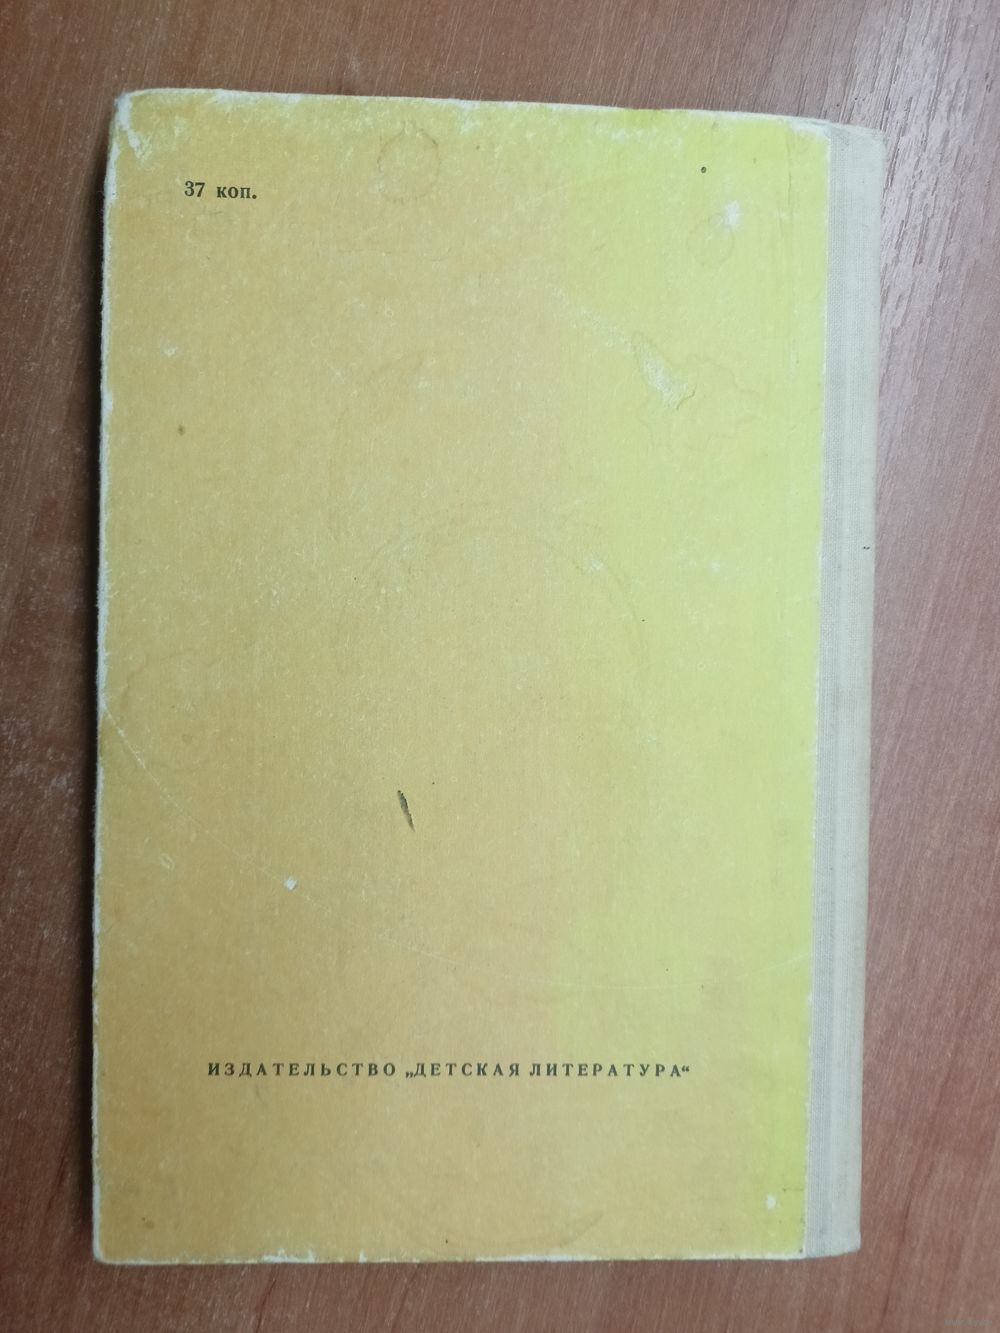 37 коп.
ИЗДАТЕЛЬСТВО „ДЕТСКАЯ ЛИТЕРАТУРА“